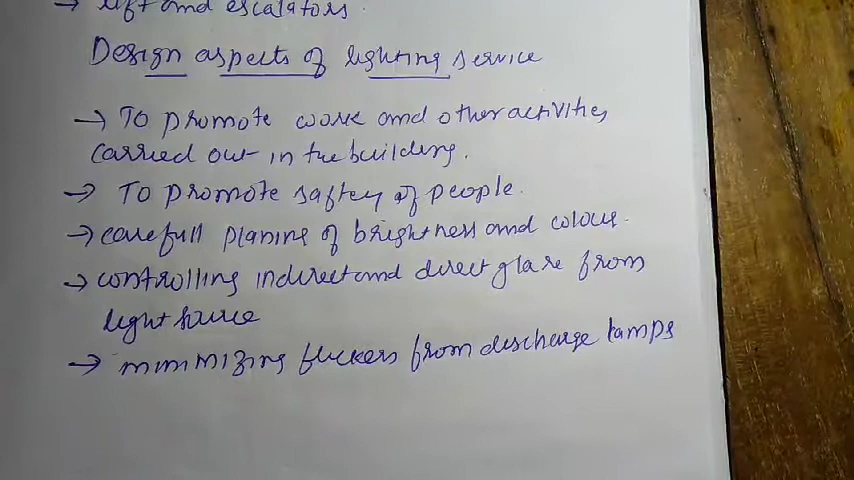 → lift and escalators.
Design aspects of lighting service
→ To promote work and other activities
carried out in the building.
→ To promote saftey of people.
→ carefull planing of brightness and colour.
→ controlling indirect and direct glare from
light source
→ minimizing flickers from discharge lamps